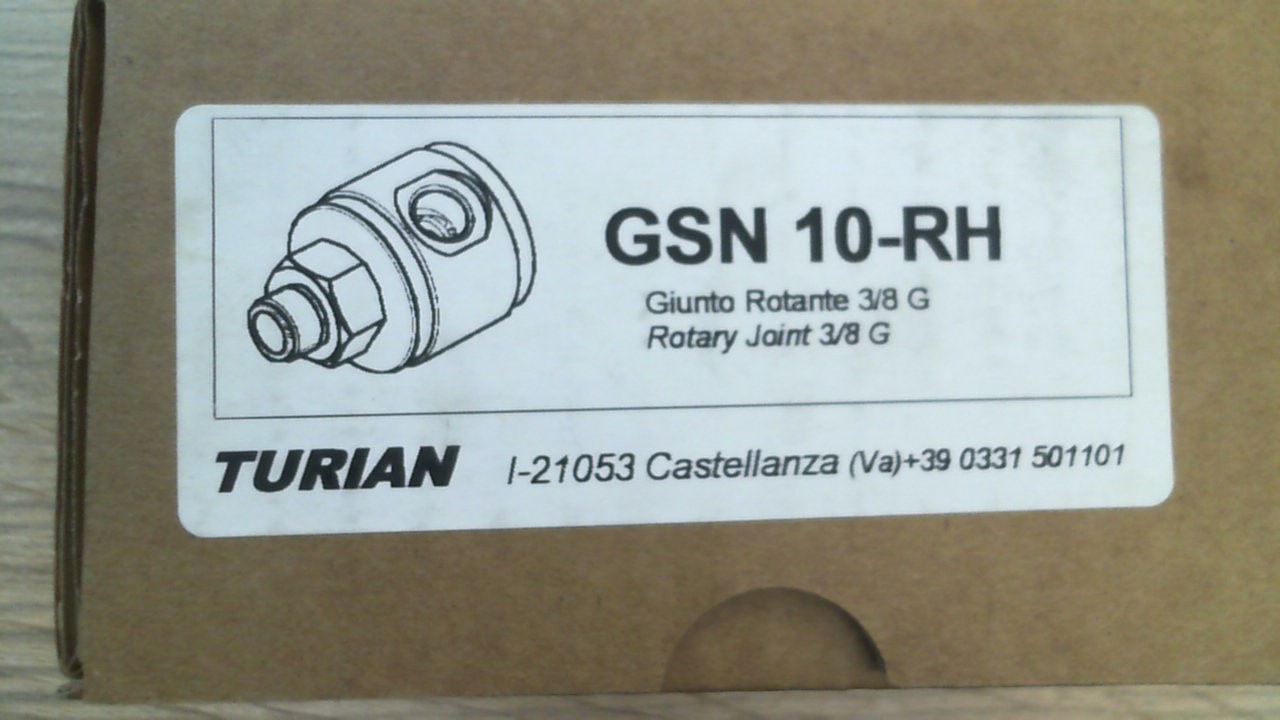 GSN 10-RH
Giunto Rotante 3/8 G
Rotary Joint 3/8 G
TURIAN I-21053 Castellanza (Va)+39 0331 501101